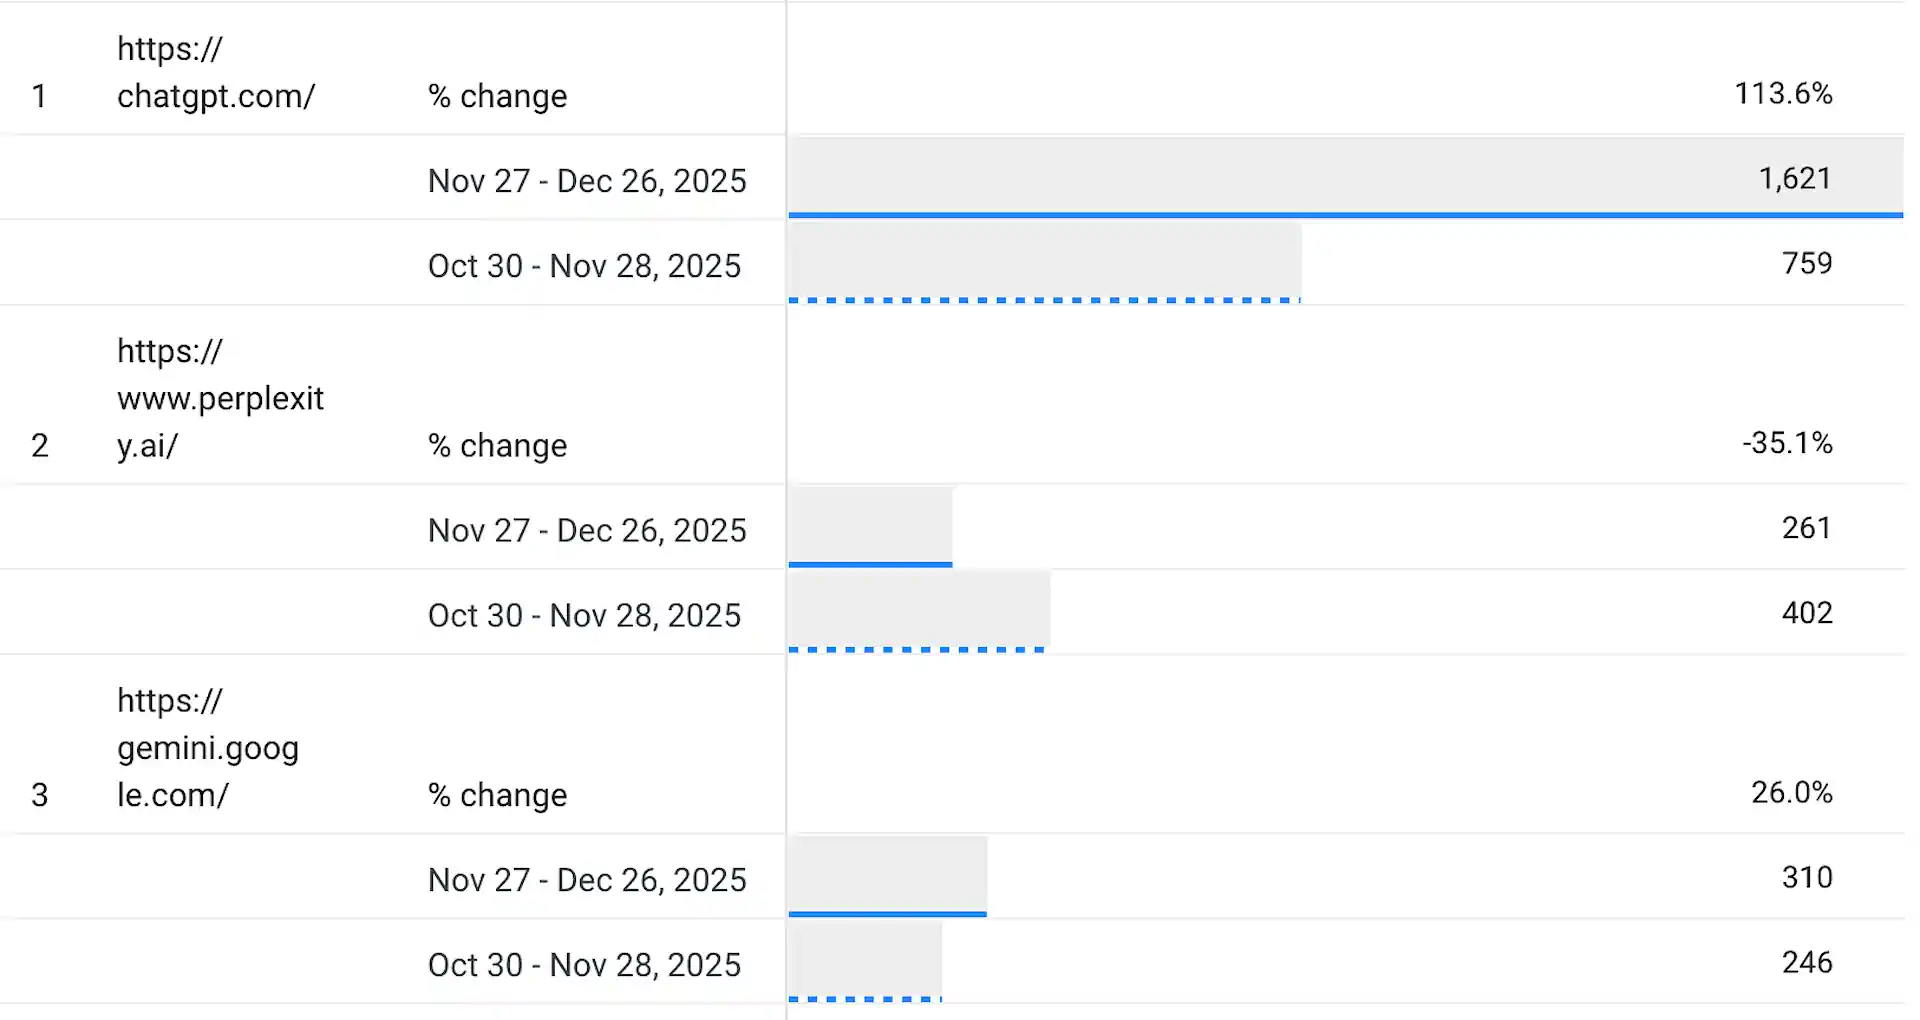 https://
1 chatgpt.com/ % change 113.6%
Nov 27 - Dec 26, 2025 1,621
Oct 30 - Nov 28, 2025 759
https://
www.perplexit
2 y.ai/ % change -35.1%
Nov 27 - Dec 26, 2025 261
Oct 30 - Nov 28, 2025 402
https://
gemini.goog
3 le.com/ % change 26.0%
Nov 27 - Dec 26, 2025 310
Oct 30 - Nov 28, 2025 246